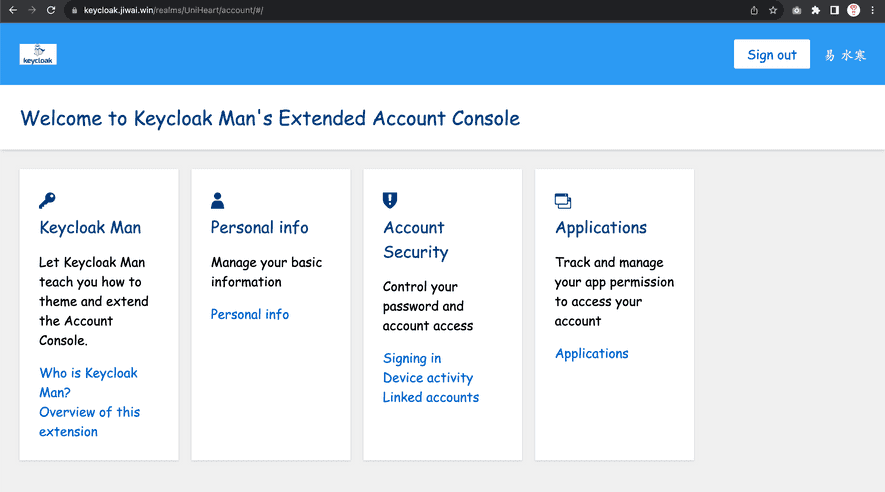 keycloak.jiwai.win/realms/UniHeart/account/#/
keycloak
Sign out
易 水寒
Welcome to Keycloak Man's Extended Account Console
Keycloak Man
Let Keycloak Man
teach you how to
theme and extend
the Account
Console.
Who is Keycloak
Man?
Overview of this
extension
Personal info
Manage your basic
information
Personal info
Account
Security
Control your
password and
account access
Signing in
Device activity
Linked accounts
Applications
Track and manage
your app permission
to access your
account
Applications